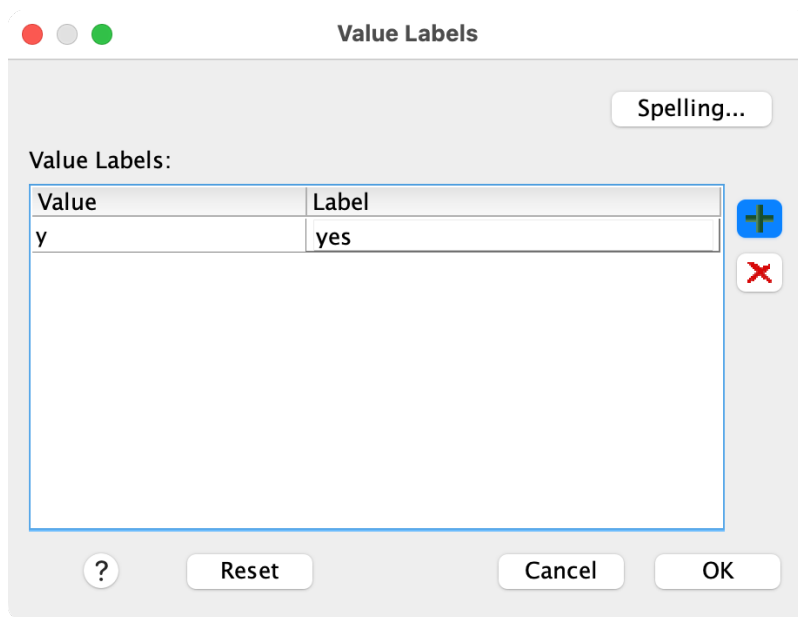 Value Labels
Spelling...
Value Labels:
Value Label
y yes
? Reset Cancel OK